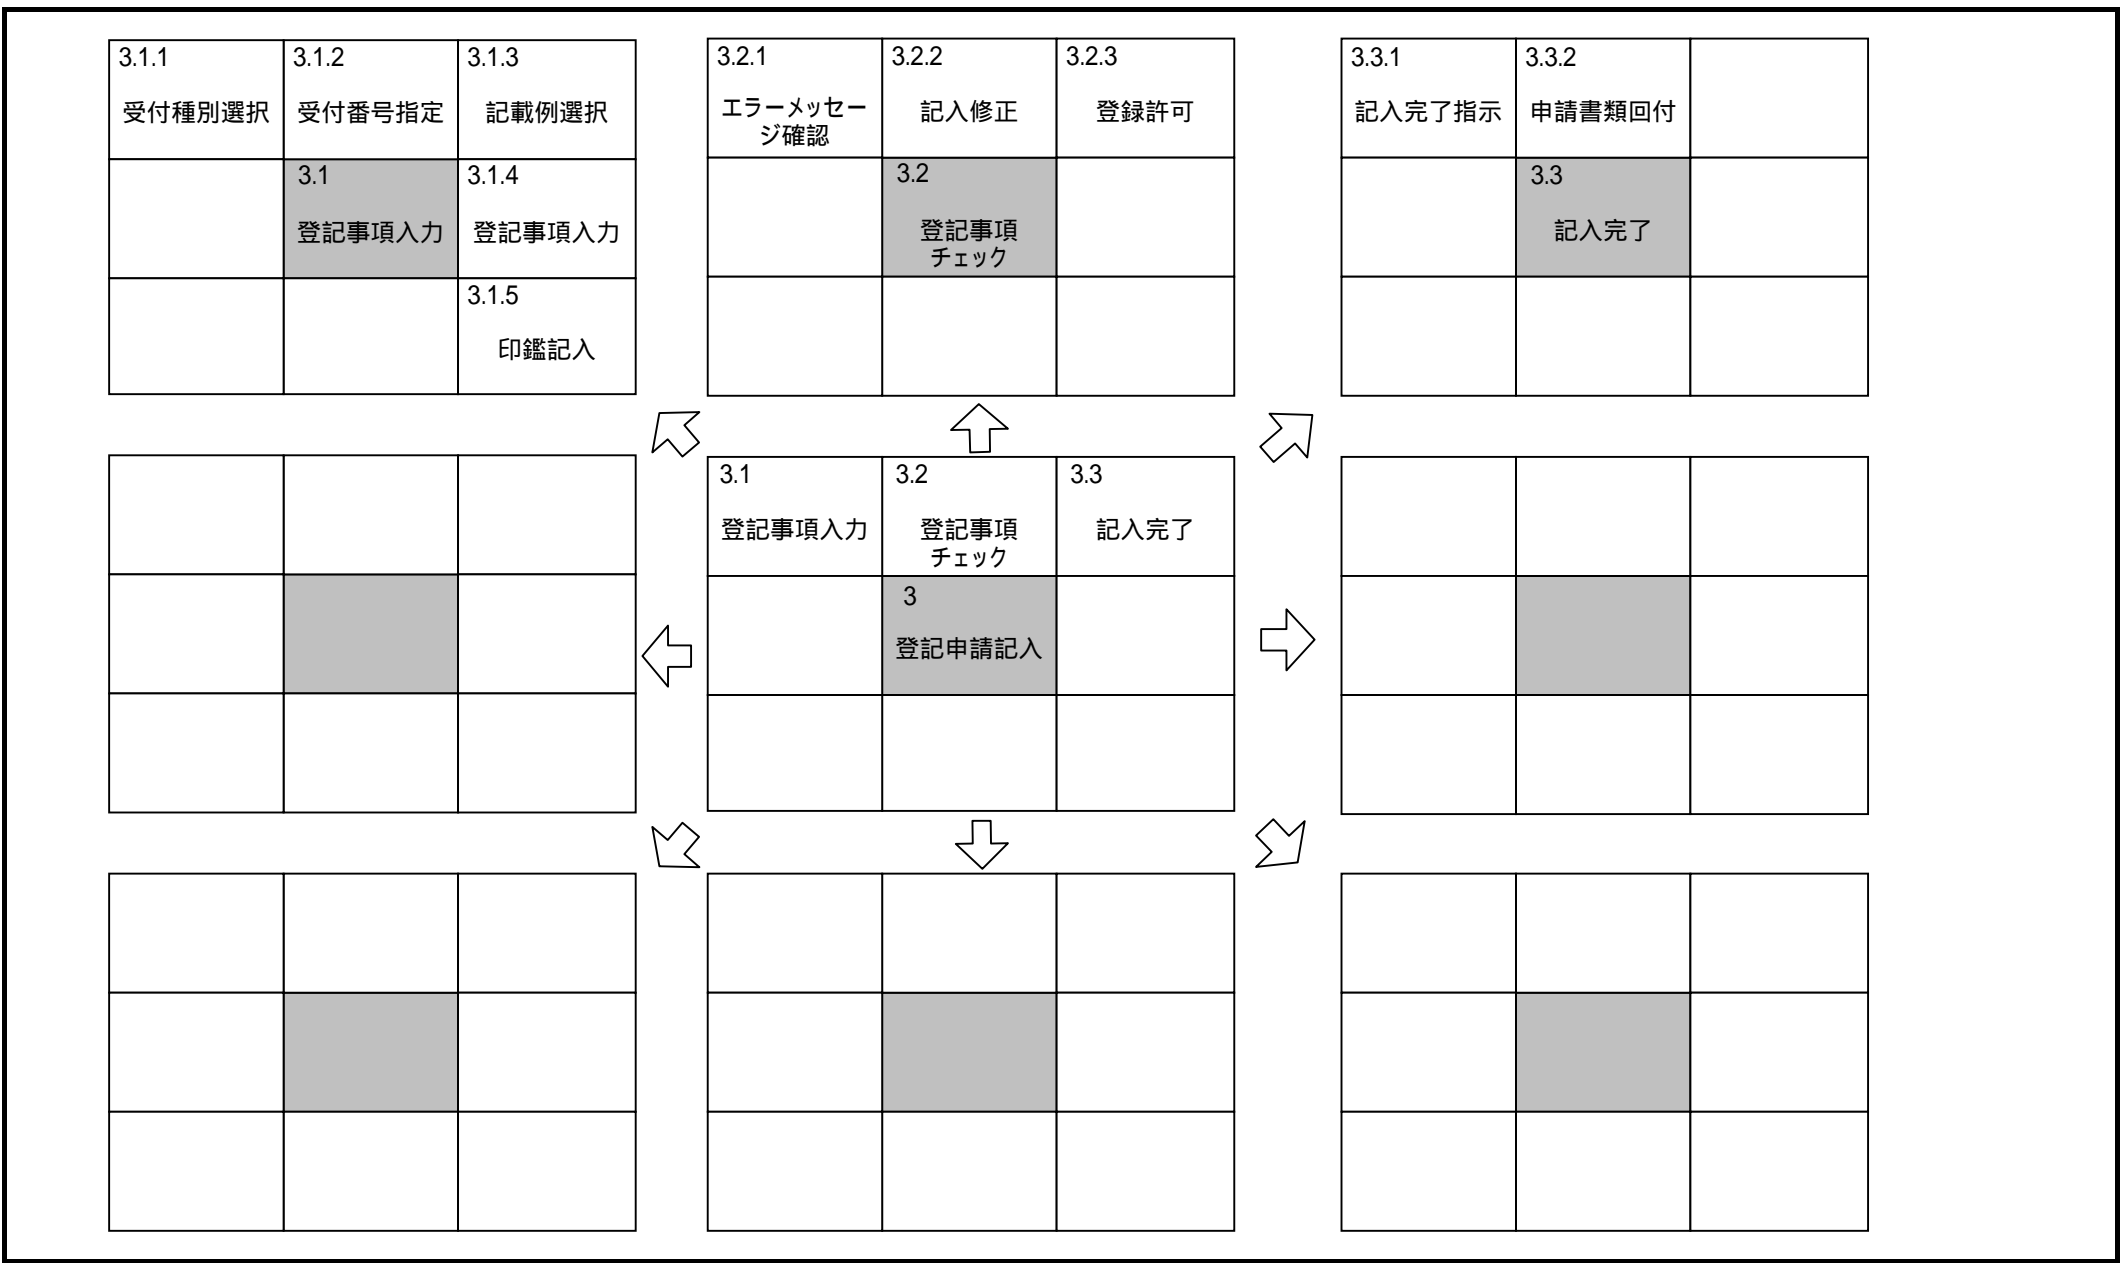 3.1.1
受付種別選択
3.1.2
受付番号指定
3.1.3
記載例選択
3.1
登記事項入力
3.1.4
登記事項入力
3.1.5
印鑑記入
3.2.1
エラーメッセー
ジ確認
3.2.2
記入修正
3.2.3
登録許可
3.2
登記事項
チェック
3.3.1
記入完了指示
3.3.2
申請書類回付
3.3
記入完了
3.1
登記事項入力
3.2
登記事項
チェック
3.3
記入完了
3
登記申請記入